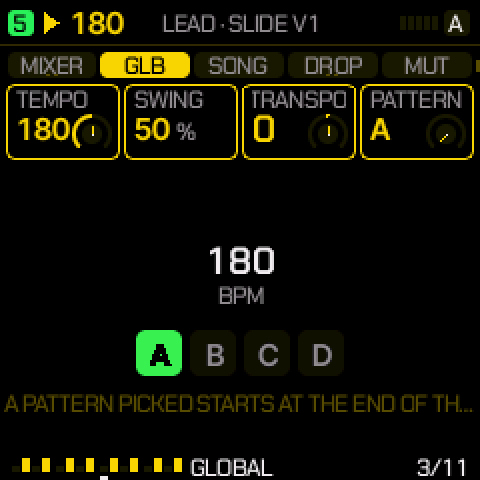 5 180 LEAD · SLIDE V1 A
MIXER GLB SONG DROP MUT
TEMPO SWING TRANSPO PATTERN
180 50 % 0 A
180
BPM
A B C D
A PATTERN PICKED STARTS AT THE END OF TH...
GLOBAL 3/11